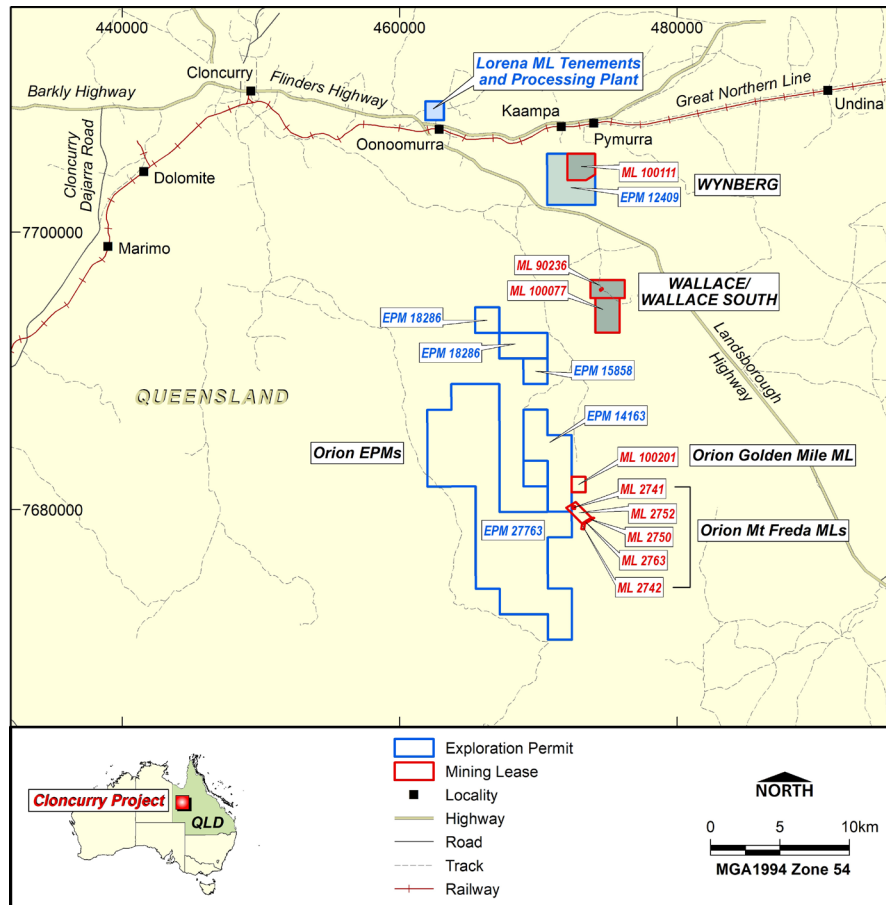 440000
460000
480000
Lorena ML Tenements
and Processing Plant
Cloncurry
Flinders Highway
Barkly Highway
Great Northern Line
Undina
Kaampa
Oonoomurra
Pymurra
Cloncurry
Dajarra Road
Dolomite
ML 100111
WYNBERG
EPM 12409
7700000
Marimo
ML 90236
ML 100077
WALLACE/
WALLACE SOUTH
EPM 18286
EPM 18286
EPM 15858
Landsborough
Highway
QUEENSLAND
EPM 14163
Orion EPMs
ML 100201
Orion Golden Mile ML
ML 2741
7680000
ML 2752
EPM 27763
ML 2750
Orion Mt Freda MLs
ML 2763
ML 2742
Cloncurry Project
QLD
Exploration Permit
Mining Lease
Locality
Highway
Road
Track
Railway
NORTH
0 5 10km
MGA1994 Zone 54